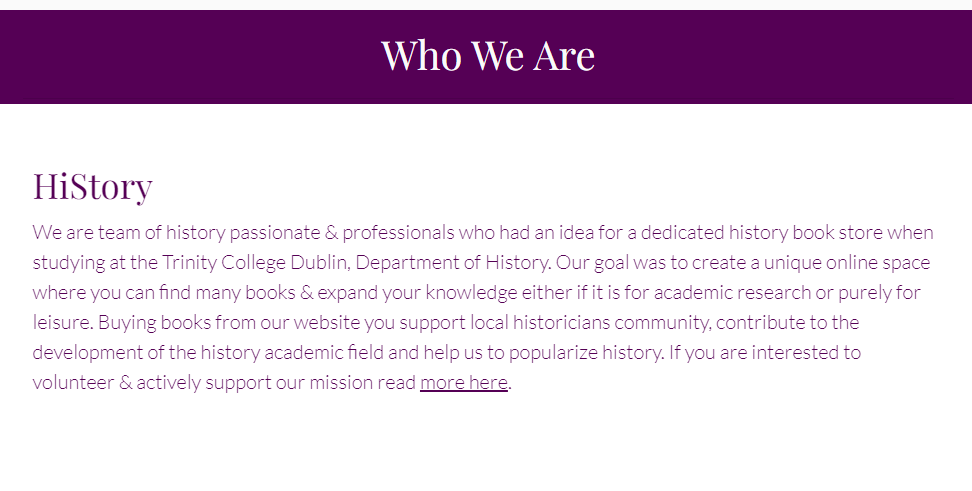 Who We Are
HiStory
We are team of history passionate & professionals who had an idea for a dedicated history book store when
studying at the Trinity College Dublin, Department of History. Our goal was to create a unique online space
where you can find many books & expand your knowledge either if it is for academic research or purely for
leisure. Buying books from our website you support local historicians community, contribute to the
development of the history academic field and help us to popularize history. If you are interested to
volunteer & actively support our mission read more here.